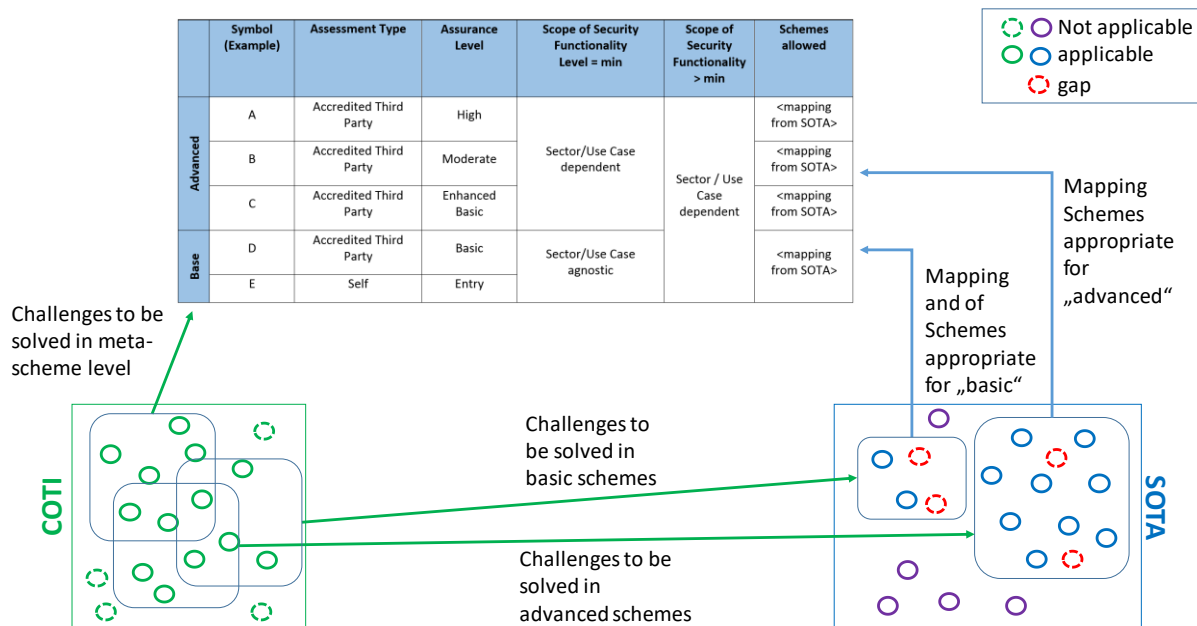 Symbol (Example)
Assessment Type
Assurance Level
Scope of Security Functionality Level = min
Scope of Security Functionality > min
Schemes allowed
Advanced
A
Accredited Third Party
High
Sector/Use Case dependent
Sector / Use Case dependent
<mapping from SOTA>
B
Accredited Third Party
Moderate
<mapping from SOTA>
C
Accredited Third Party
Enhanced Basic
<mapping from SOTA>
Base
D
Accredited Third Party
Basic
Sector/Use Case agnostic
<mapping from SOTA>
E
Self
Entry
Not applicable
applicable
gap
Mapping
Schemes
appropriate
for
„advanced“
Mapping
and of
Schemes
appropriate
for „basic“
Challenges to be
solved in meta-
scheme level
Challenges to
be solved in
basic schemes
Challenges to be
solved in
advanced schemes
COTI
SOTA